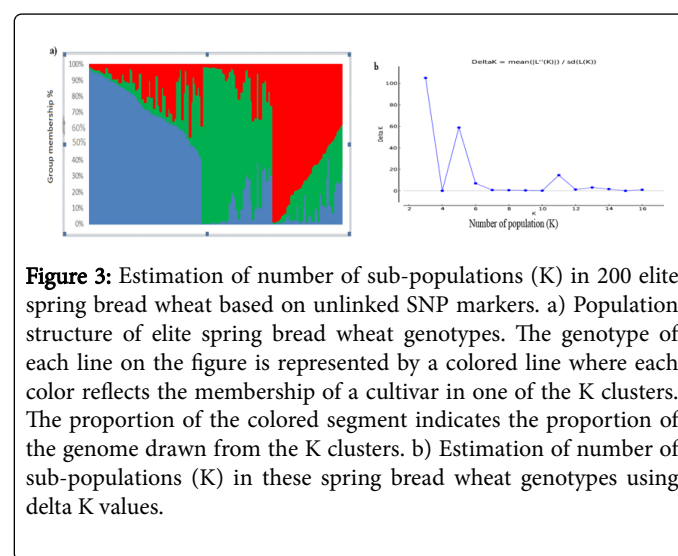 a)
100%
90%
80%
70%
60%
50%
40%
30%
20%
10%
0%
Group membership %
b
DeltaK = mean(|L''(K)|) / sd(L(K))
Delta K
100
80
60
40
20
0
2 4 6 8 10 12 14 16
K
Number of population (K)
Figure 3: Estimation of number of sub-populations (K) in 200 elite
spring bread wheat based on unlinked SNP markers. a) Population
structure of elite spring bread wheat genotypes. The genotype of
each line on the figure is represented by a colored line where each
color reflects the membership of a cultivar in one of the K clusters.
The proportion of the colored segment indicates the proportion of
the genome drawn from the K clusters. b) Estimation of number of
sub-populations (K) in these spring bread wheat genotypes using
delta K values.